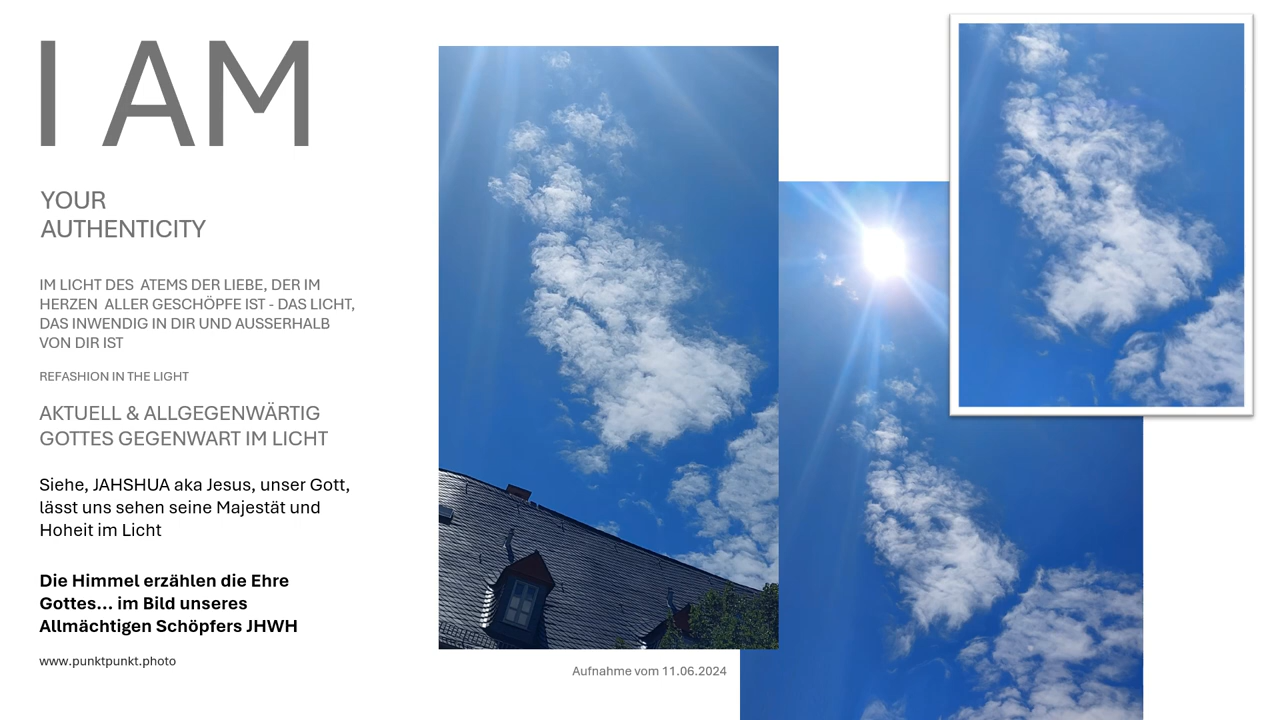 I AM
YOUR
AUTHENTICITY
IM LICHT DES  ATEMS DER LIEBE, DER IM
HERZEN  ALLER GESCHÖPFE IST - DAS LICHT,
DAS INWENDIG IN DIR UND AUSSERHALB
VON DIR IST
REFASHION IN THE LIGHT
AKTUELL & ALLGEGENWÄRTIG
GOTTES GEGENWART IM LICHT
Siehe, JAHSHUA aka Jesus, unser Gott,
lässt uns sehen seine Majestät und
Hoheit im Licht
Die Himmel erzählen die Ehre
Gottes... im Bild unseres
Allmächtigen Schöpfers JHWH
www.punktpunkt.photo
Aufnahme vom 11.06.2024